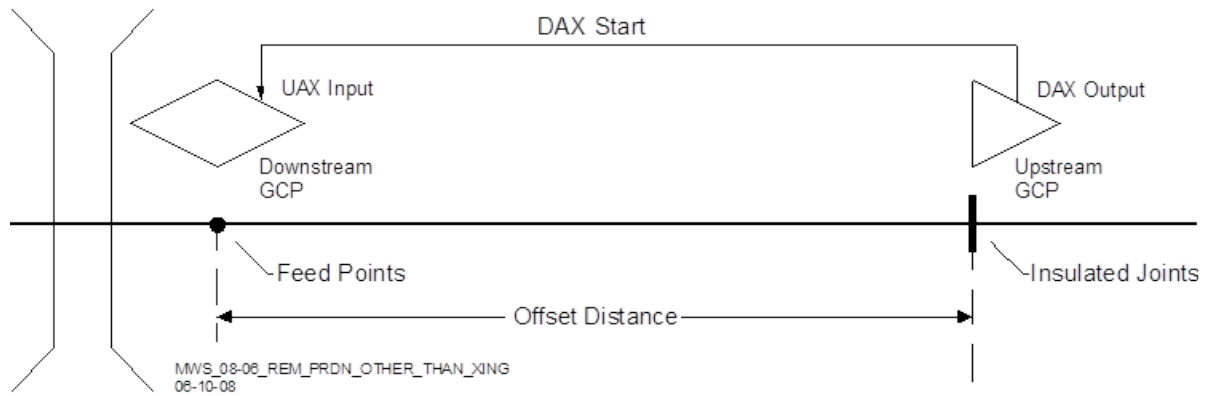 DAX Start
UAX Input
DAX Output
Downstream
GCP
Upstream
GCP
Feed Points
Insulated Joints
Offset Distance
MWS_08-06_REM_PRDN_OTHER_THAN_XING
06-10-08